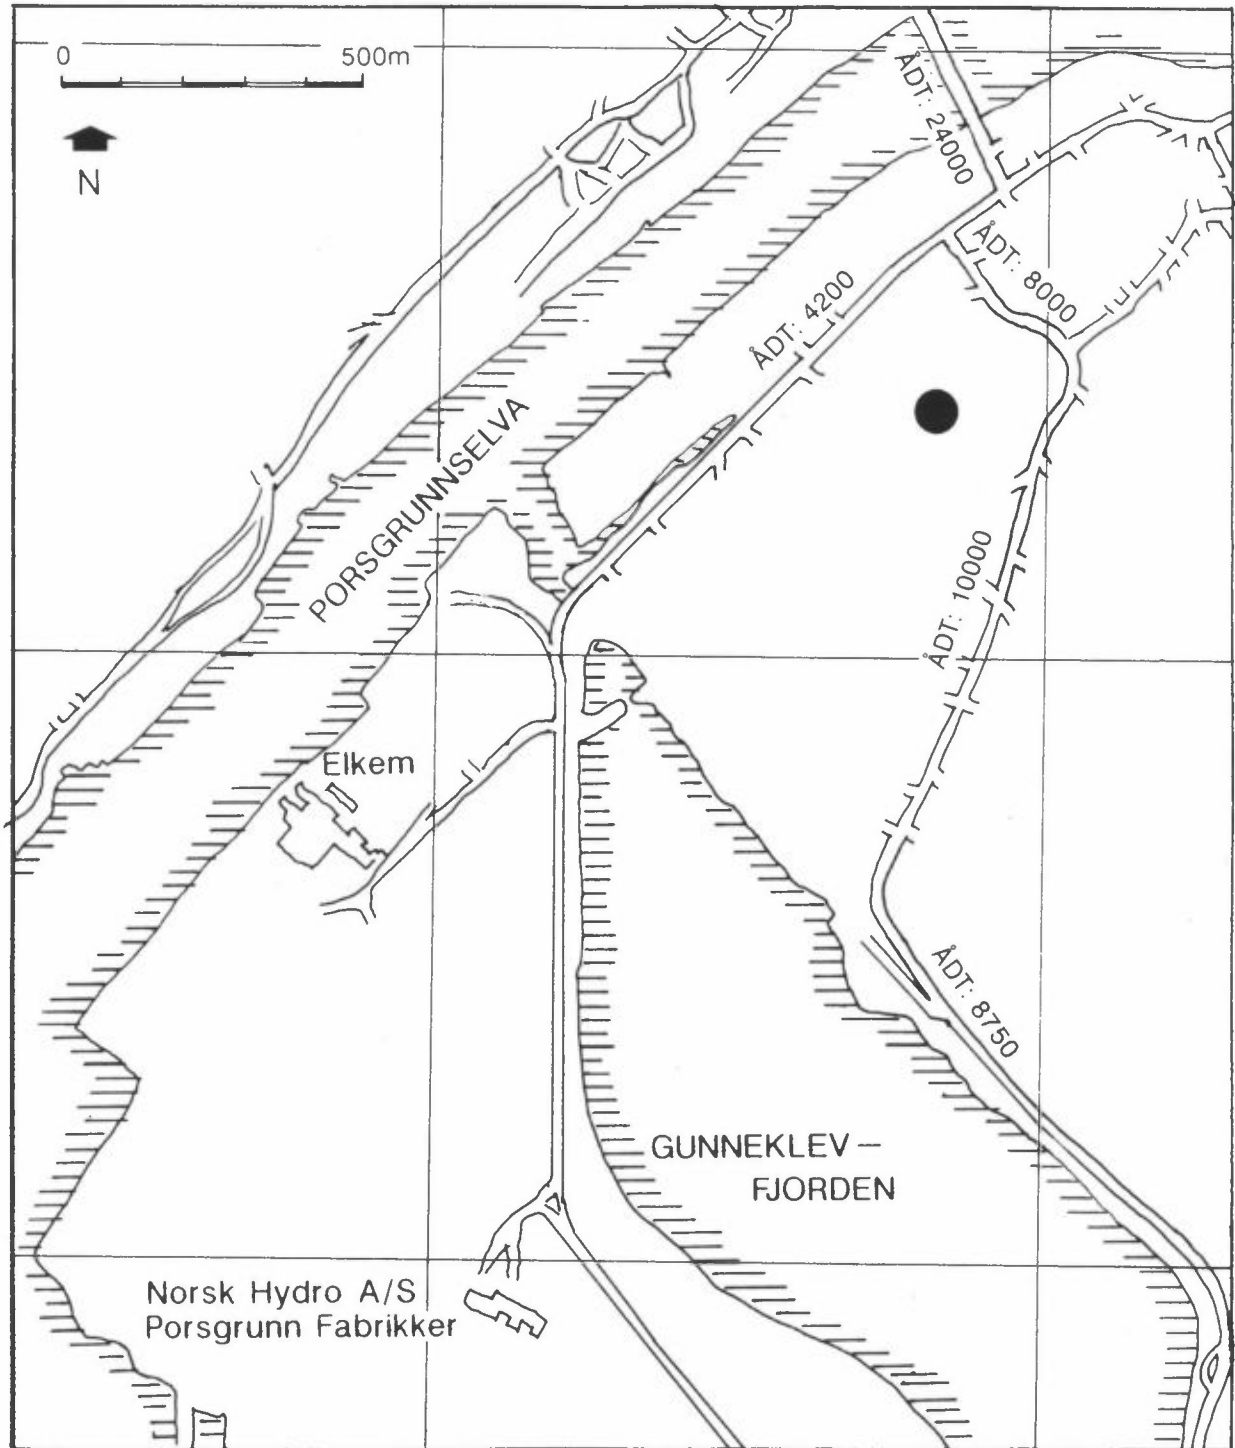 0 500m
N
ÅDT: 24000
ÅDT: 8000
ÅDT: 4200
PORSGRUNNSELVA
ÅDT: 10000
Elkem
ÅDT: 8750
GUNNEKLEV–
FJORDEN
Norsk Hydro A/S
Porsgrunn Fabrikker